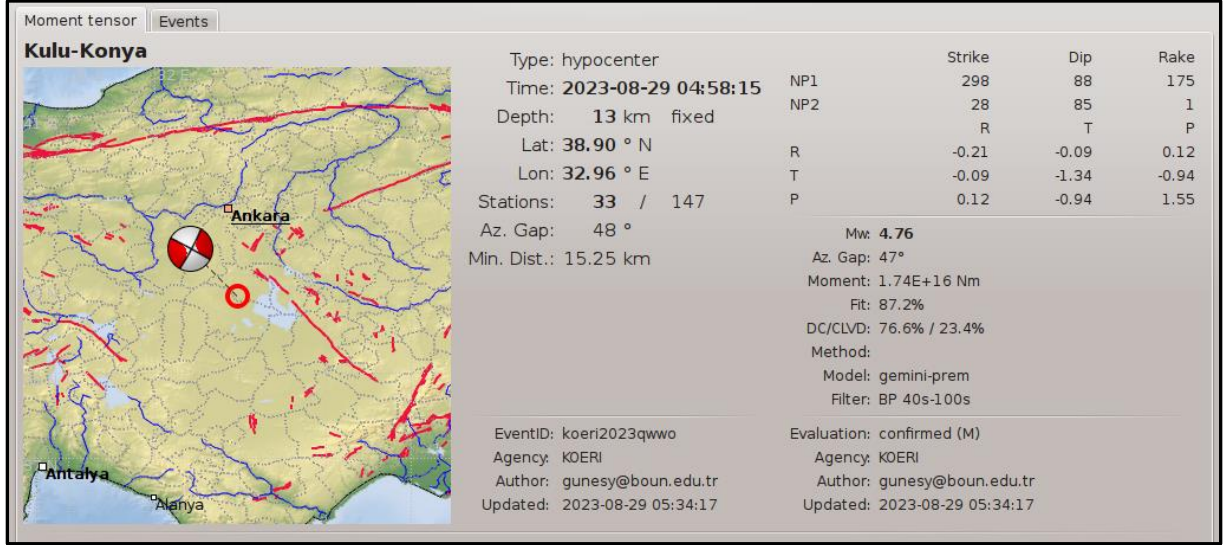 Moment tensor Events
Kulu-Konya
Ankara
Antalya
Alanya
Type: hypocenter
Time: 2023-08-29 04:58:15
Depth: 13 km fixed
Lat: 38.90 ° N
Lon: 32.96 ° E
Stations: 33 / 147
Az. Gap: 48 °
Min. Dist.: 15.25 km
Strike Dip Rake
NP1 298 88 175
NP2 28 85 1
R T P
R -0.21 -0.09 0.12
T -0.09 -1.34 -0.94
P 0.12 -0.94 1.55
Mw: 4.76
Az. Gap: 47°
Moment: 1.74E+16 Nm
Fit: 87.2%
DC/CLVD: 76.6% / 23.4%
Method:
Model: gemini-prem
Filter: BP 40s-100s
EventID: koeri2023qwwo
Agency: KOERI
Author: gunesy@boun.edu.tr
Updated: 2023-08-29 05:34:17
Evaluation: confirmed (M)
Agency: KOERI
Author: gunesy@boun.edu.tr
Updated: 2023-08-29 05:34:17